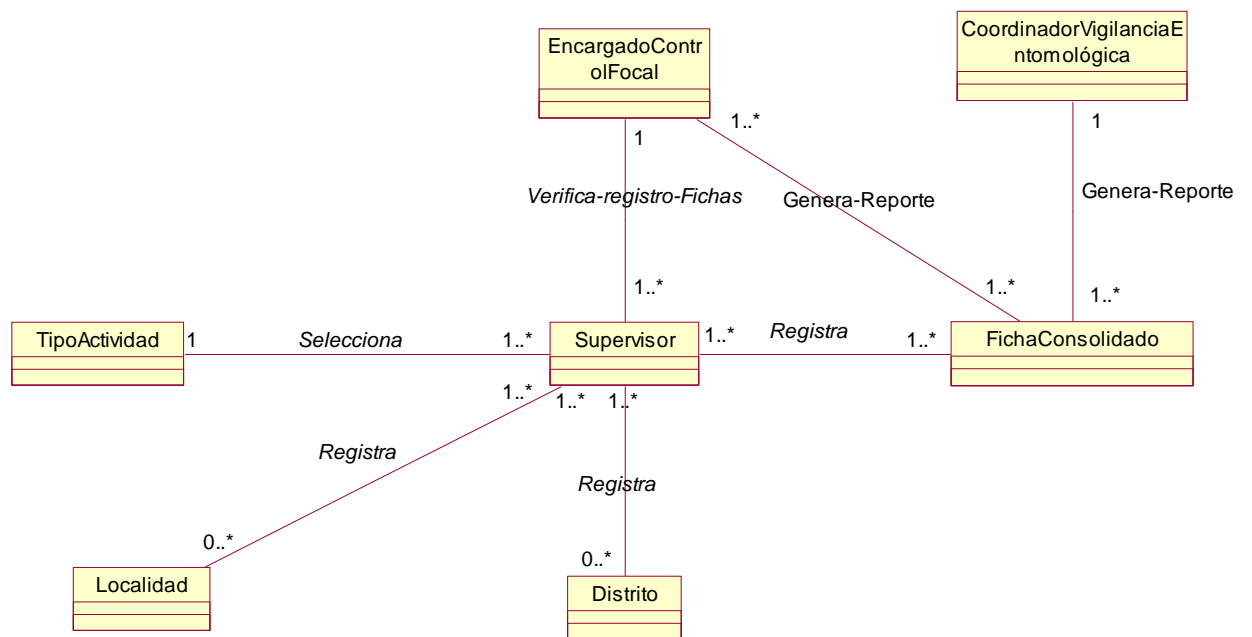 EncargadoContr
olFocal
CoordinadorVigilanciaE
ntomológica
1
1..*
1
Verifica-registro-Fichas
Genera-Reporte
Genera-Reporte
1..*
1..*
1..*
TipoActividad
1
Selecciona
1..*
Supervisor
1..*
Registra
1..*
FichaConsolidado
1..*
1..*
1..*
Registra
Registra
0..*
0..*
Localidad
Distrito